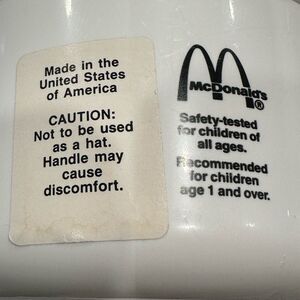 Made in the
United States
of America
CAUTION:
Not to be used
as a hat.
Handle may
cause
discomfort.
McDonald's
®
Safety-tested
for children of
all ages.
Recommended
for children
age 1 and over.